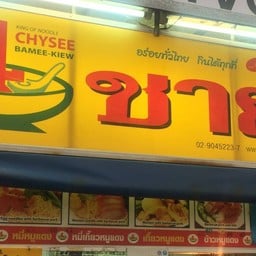 KING OF NOODLE
CHYSEE
BAMEE-KIEW
อร่อยทั่วไทย กินได้ทุกที่
ชาย
02-9045223-7
หมี่หมูแดง
หมี่เกี๊ยวหมูแดง
เกี๊ยวหมูแดง
ข้าวหมูแดง